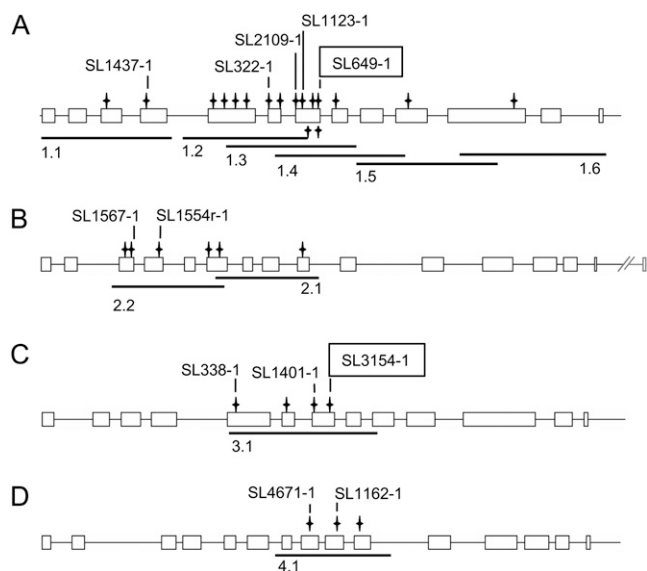 A
SL1123-1
SL2109-1
SL1437-1
SL322-1
SL649-1
1.1
1.2
1.3
1.4
1.5
1.6
B
SL1567-1
SL1554r-1
2.2
2.1
C
SL338-1
SL1401-1
SL3154-1
3.1
D
SL4671-1
SL1162-1
4.1